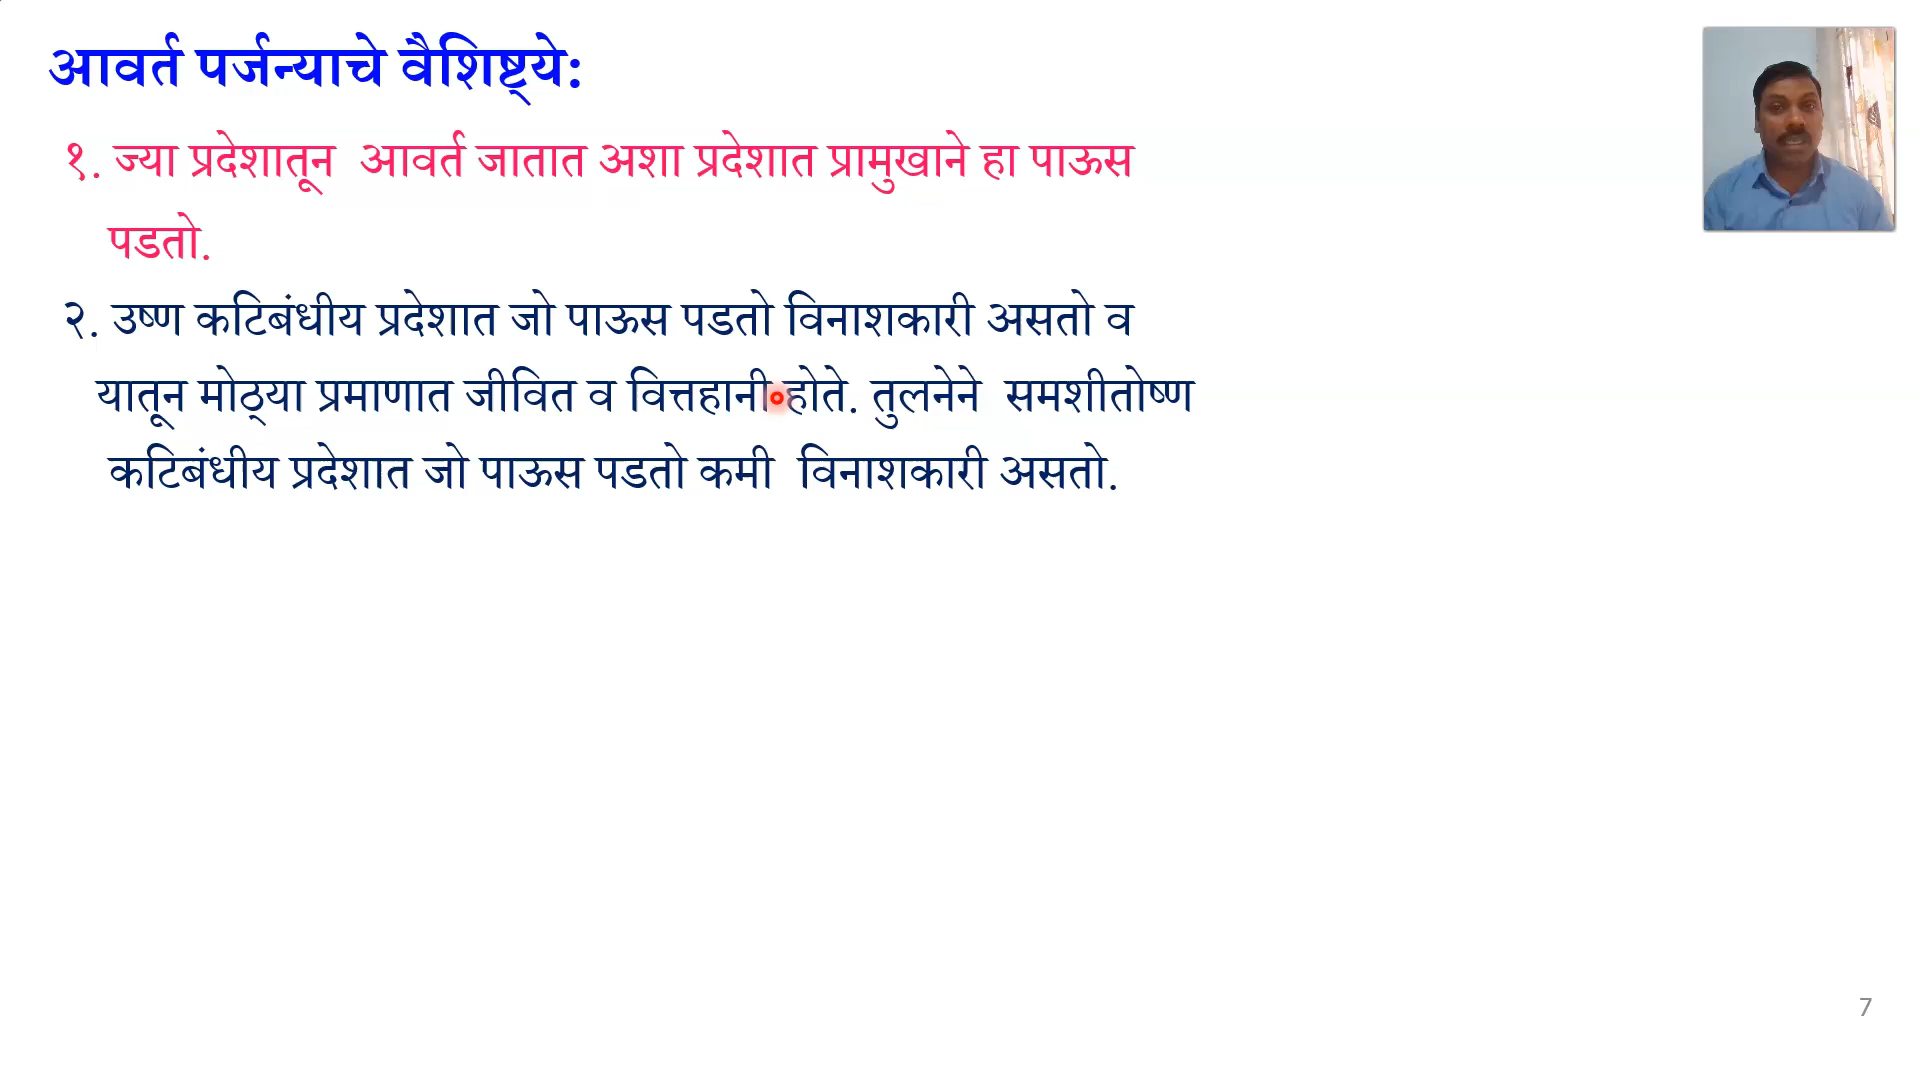 आवर्त पर्जन्याचे वैशिष्ट्ये:
१. ज्या प्रदेशातून आवर्त जातात अशा प्रदेशात प्रामुखाने हा पाऊस
पडतो.
२. उष्ण कटिबंधीय प्रदेशात जो पाऊस पडतो विनाशकारी असतो व
यातून मोठ्या प्रमाणात जीवित व वित्तहानी होते. तुलनेने समशीतोष्ण
कटिबंधीय प्रदेशात जो पाऊस पडतो कमी विनाशकारी असतो.
7